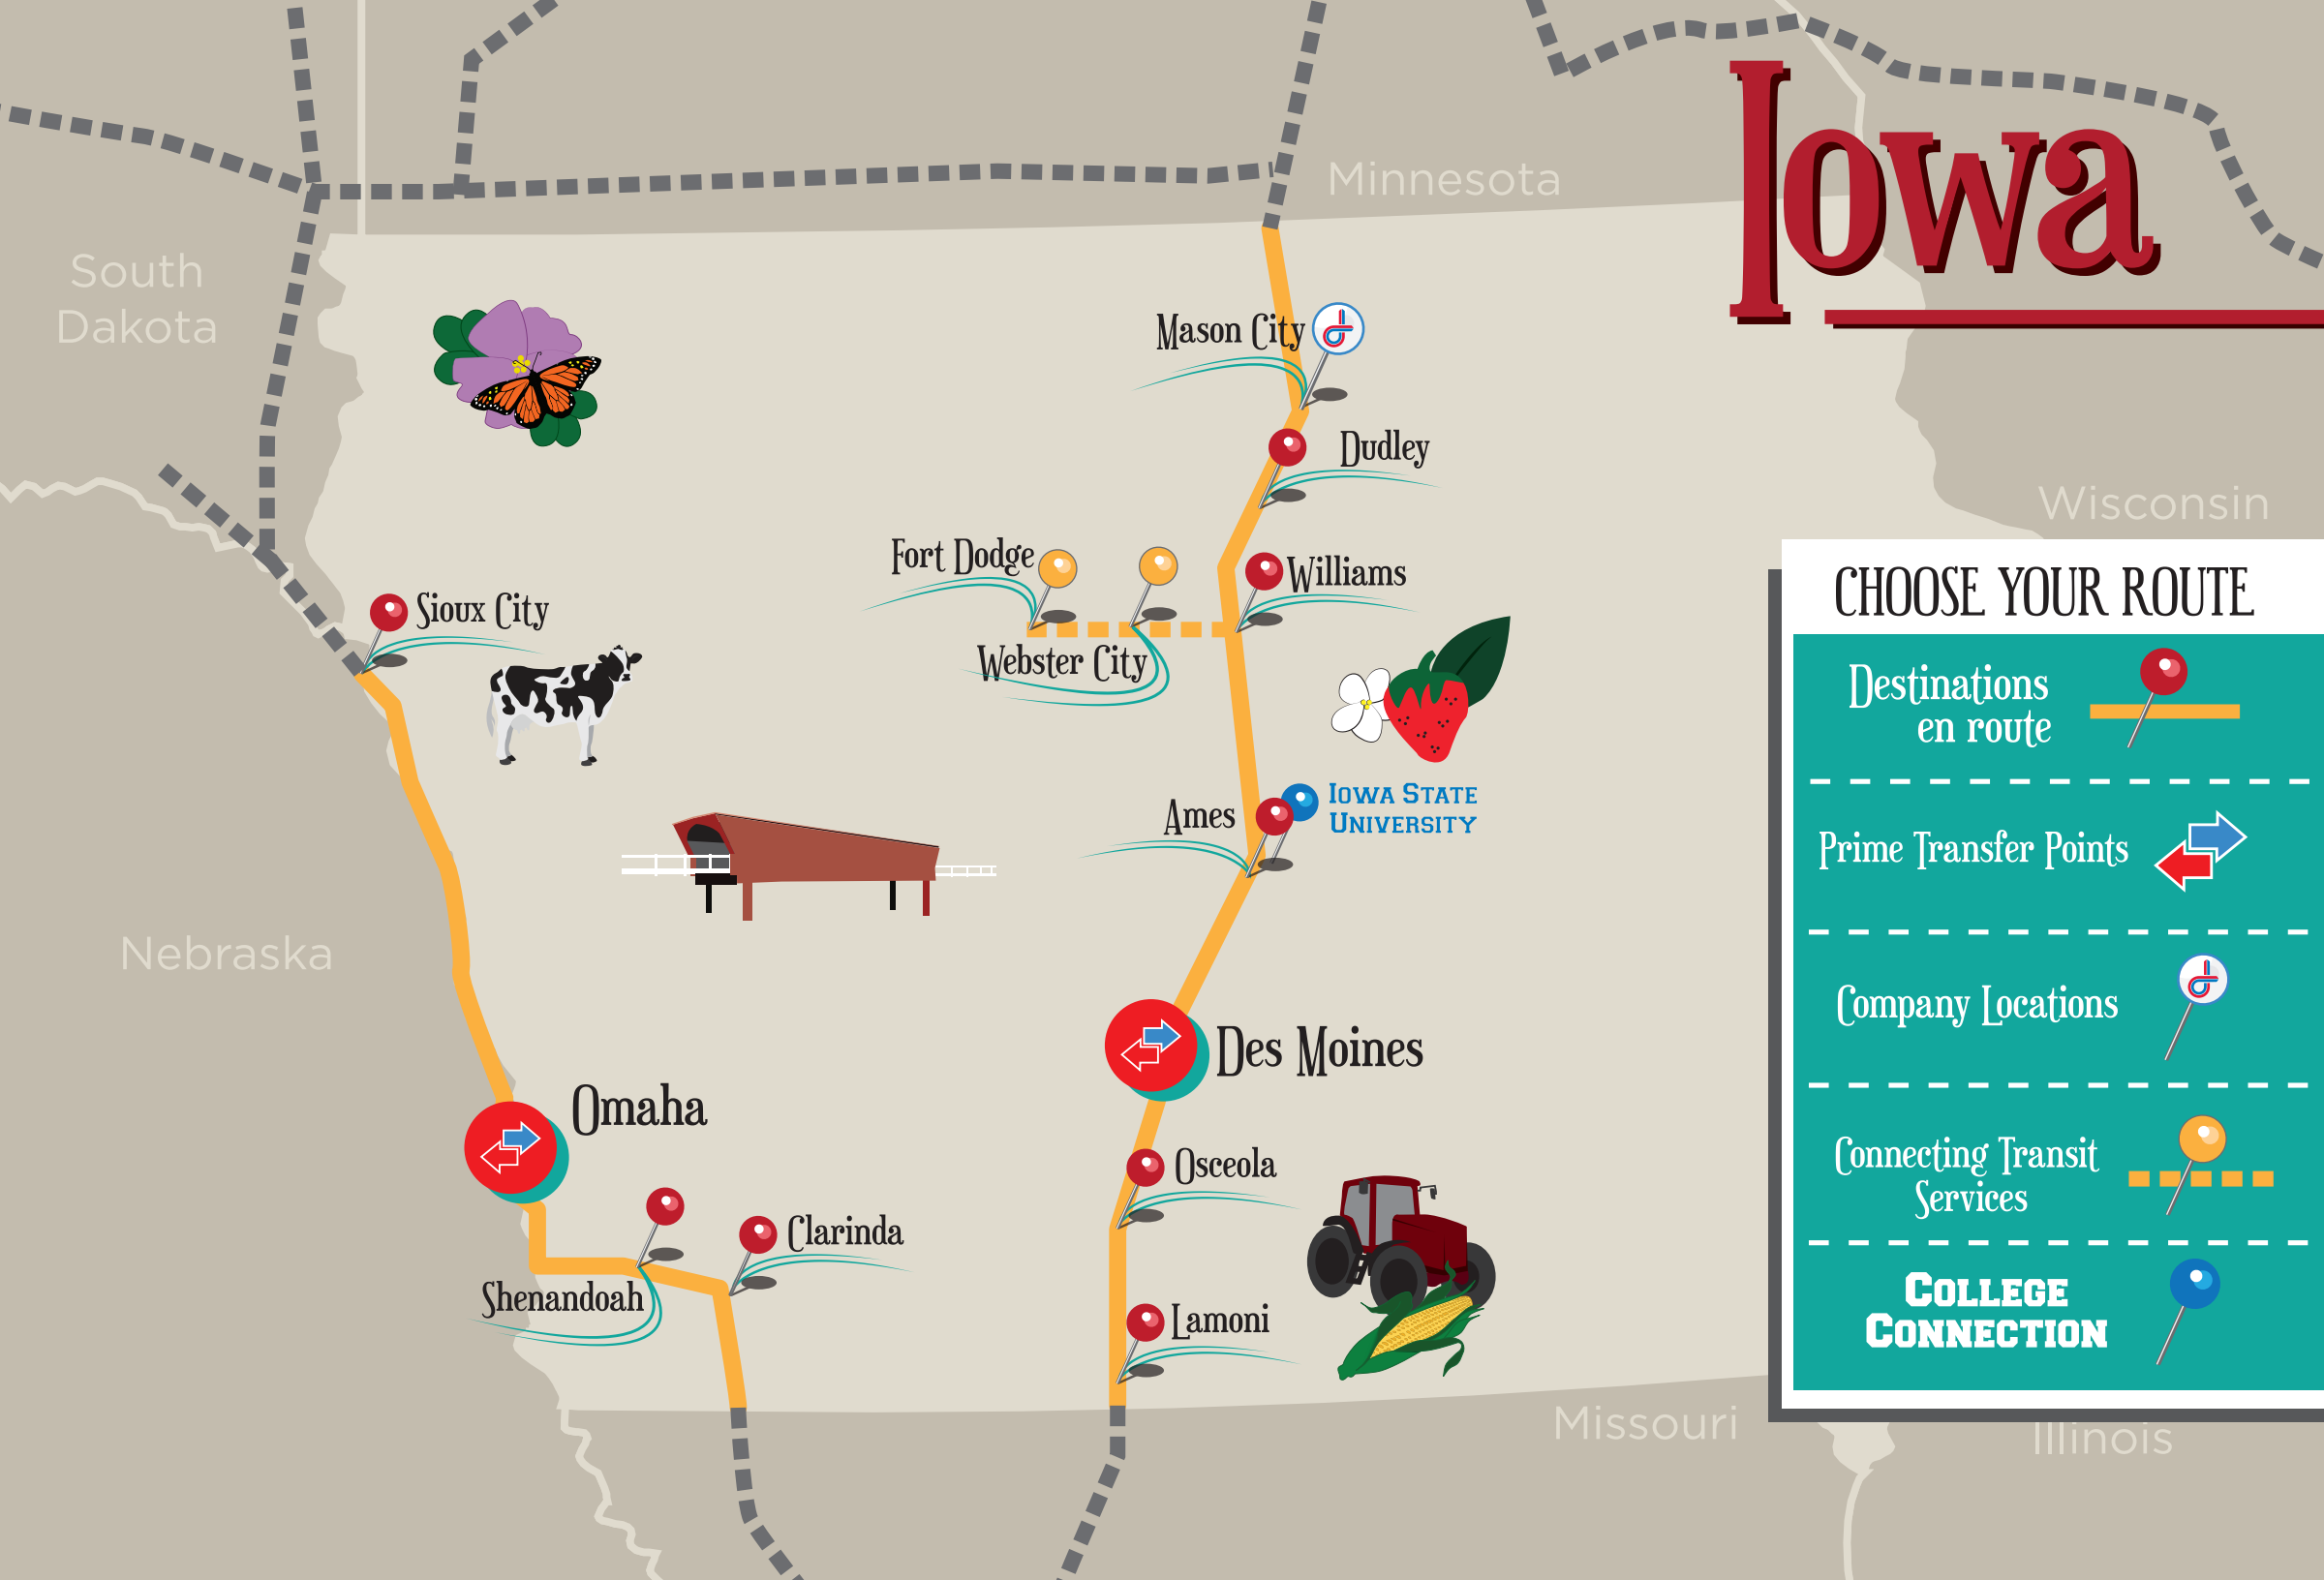 Iowa
Minnesota
South
Dakota
Wisconsin
Nebraska
Missouri
Illinois
Mason City
Dudley
Fort Dodge
Williams
Webster City
Sioux City
Ames
Iowa State
University
Des Moines
Omaha
Osceola
Clarinda
Shenandoah
Lamoni
CHOOSE YOUR ROUTE
Destinations
en route
Prime Transfer Points
Company Locations
Connecting Transit
Services
College
Connection